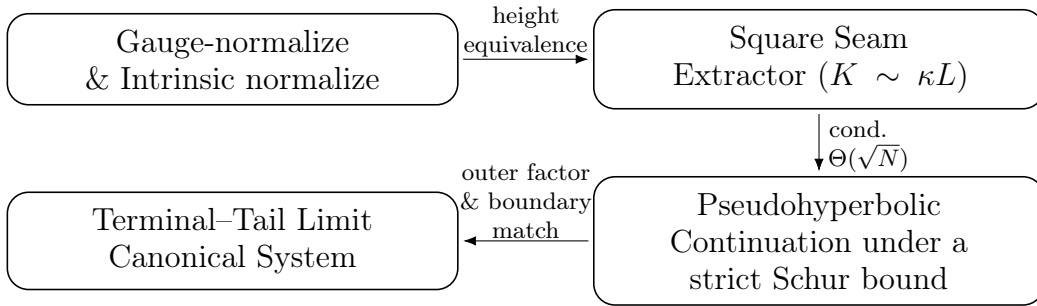 Gauge-normalize
& Intrinsic normalize
height
equivalence
Square Seam
Extractor (K ∼ κL)
cond.
Θ(√N)
Pseudohyperbolic
Continuation under a
strict Schur bound
outer factor
& boundary
match
Terminal–Tail Limit
Canonical System